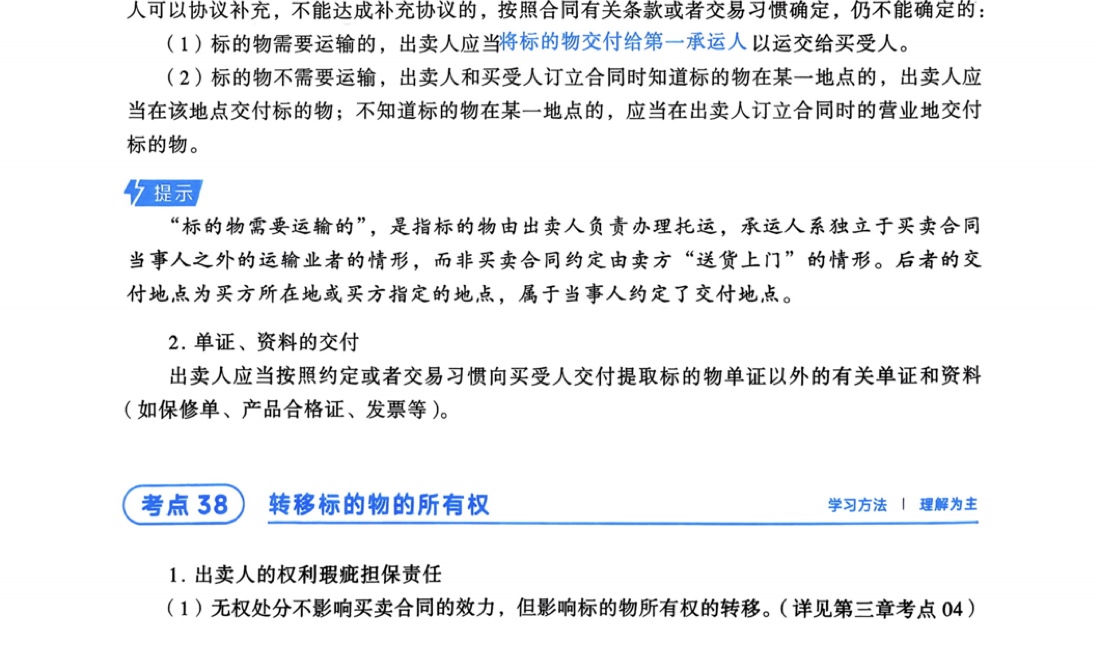 人可以协议补充，不能达成补充协议的，按照合同有关条款或者交易习惯确定，仍不能确定的：
（1）标的物需要运输的，出卖人应当将标的物交付给第一承运人以运交给买受人。
（2）标的物不需要运输，出卖人和买受人订立合同时知道标的物在某一地点的，出卖人应
当在该地点交付标的物；不知道标的物在某一地点的，应当在出卖人订立合同时的营业地交付
标的物。
提示
“标的物需要运输的”，是指标的物由出卖人负责办理托运，承运人系独立于买卖合同
当事人之外的运输业者的情形，而非买卖合同约定由卖方“送货上门”的情形。后者的交
付地点为买方所在地或买方指定的地点，属于当事人约定了交付地点。
2. 单证、资料的交付
出卖人应当按照约定或者交易习惯向买受人交付提取标的物单证以外的有关单证和资料
（如保修单、产品合格证、发票等）。
考点 38 转移标的物的所有权 学习方法 | 理解为主
1. 出卖人的权利瑕疵担保责任
（1）无权处分不影响买卖合同的效力，但影响标的物所有权的转移。（详见第三章考点 04）